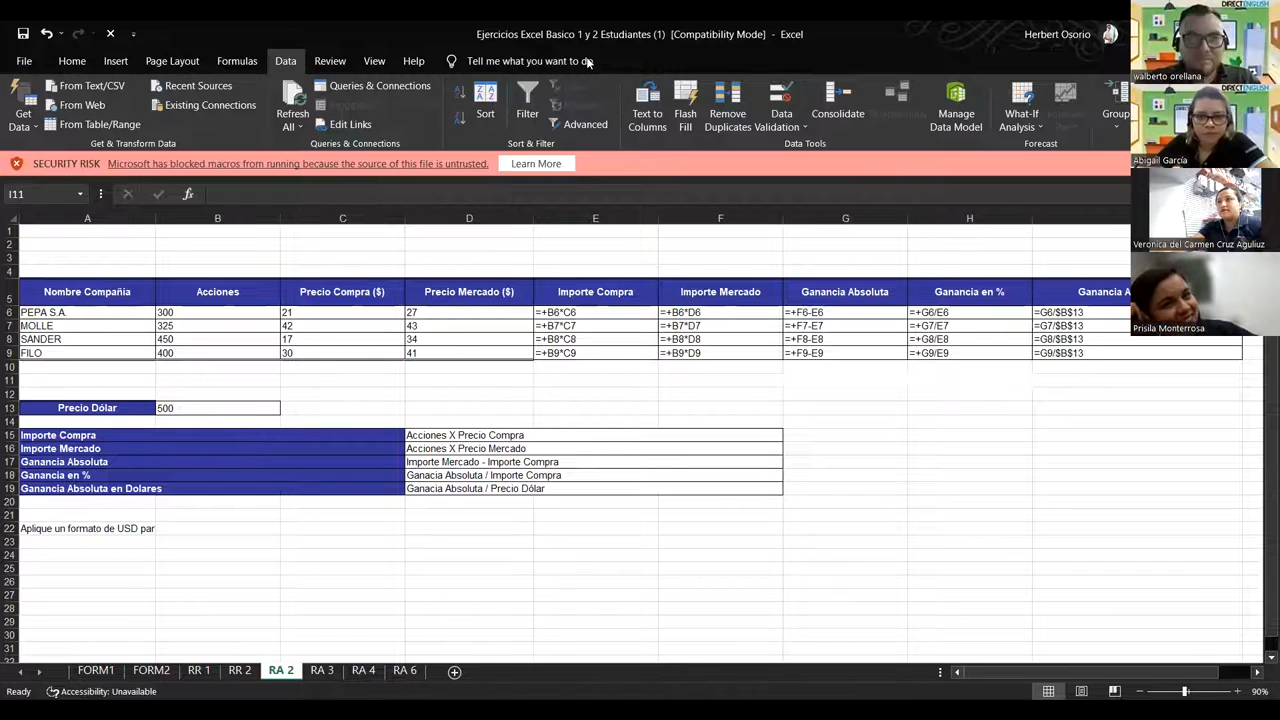 Ejercicios Excel Basico 1 y 2 Estudiantes (1) [Compatibility Mode] - Excel
Herbert Osorio
File Home Insert Page Layout Formulas Data Review View Help Tell me what you want to do
Get Data
From Text/CSV
From Web
From Table/Range
Recent Sources
Existing Connections
Get & Transform Data
Refresh All
Queries & Connections
Properties
Edit Links
Queries & Connections
Sort
Filter
Advanced
Sort & Filter
Text to Columns
Flash Fill
Remove Duplicates
Data Validation
Consolidate
Relationships
Manage Data Model
Data Tools
What-If Analysis
Forecast
Group
SECURITY RISK Microsoft has blocked macros from running because the source of this file is untrusted. Learn More
I11 fx
A B C D E F G H
1
2
3
4
5 Nombre Compañia Acciones Precio Compra ($) Precio Mercado ($) Importe Compra Importe Mercado Ganancia Absoluta Ganancia en % Ganancia A
6 PEPA S.A. 300 21 27 =+B6*C6 =+B6*D6 =+F6-E6 =+G6/E6 =G6/$B$13
7 MOLLE 325 42 43 =+B7*C7 =+B7*D7 =+F7-E7 =+G7/E7 =G7/$B$13
8 SANDER 450 17 34 =+B8*C8 =+B8*D8 =+F8-E8 =+G8/E8 =G8/$B$13
9 FILO 400 30 41 =+B9*C9 =+B9*D9 =+F9-E9 =+G9/E9 =G9/$B$13
10
11
12
13 Precio Dólar 500
14
15 Importe Compra Acciones X Precio Compra
16 Importe Mercado Acciones X Precio Mercado
17 Ganancia Absoluta Importe Mercado - Importe Compra
18 Ganancia en % Ganacia Absoluta / Importe Compra
19 Ganancia Absoluta en Dolares Ganacia Absoluta / Precio Dólar
20
21
22 Aplique un formato de USD par
23
24
25
26
27
28
29
30
31
FORM1 FORM2 RR 1 RR 2 RA 2 RA 3 RA 4 RA 6
Ready Accessibility: Unavailable 90%
DIRECTENGLISH
walberto orellana
DIRECTENGLISH
Abigail García
Veronica del Carmen Cruz Aguliuz
Prisila Monterrosa